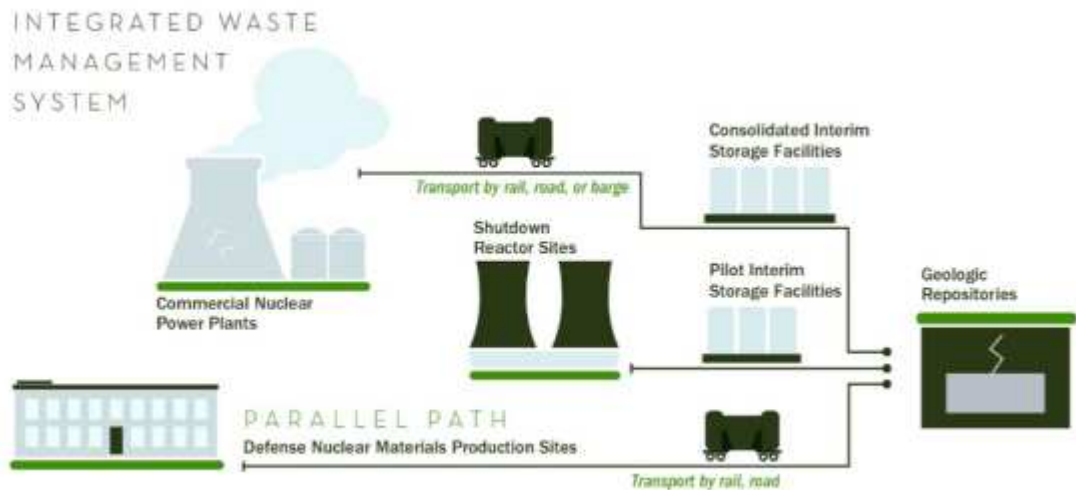 INTEGRATED WASTE
MANAGEMENT
SYSTEM
Consolidated Interim
Storage Facilities
Transport by rail, road, or barge
Shutdown
Reactor Sites
Pilot Interim
Storage Facilities
Geologic
Repositories
Commercial Nuclear
Power Plants
PARALLEL PATH
Defense Nuclear Materials Production Sites
Transport by rail, road